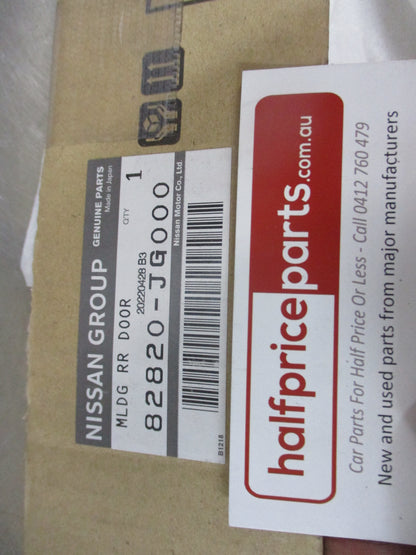 NISSAN GROUP GENUINE PARTS
Made in Japan
MLDG RR DOOR QTY 1
20220428 B3
82820-JG000
Nissan Motor Co., Ltd.
B1218
halfpriceparts.com.au
Car Parts For Half Price Or Less - Call 0412 760 479
New and used parts from major manufacturers